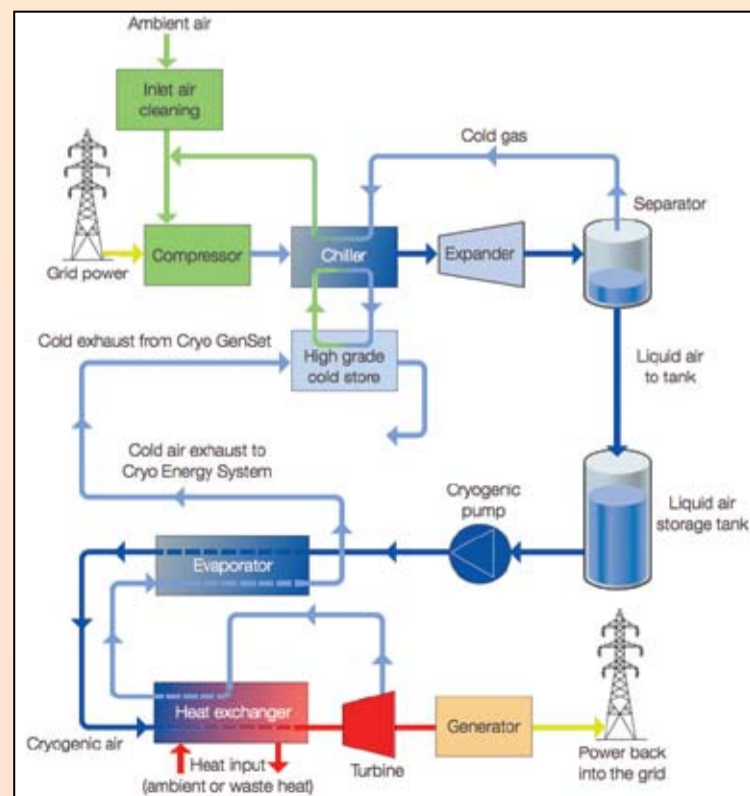 Ambient air
Inlet air
cleaning
Cold gas
Separator
Grid power
Compressor
Chiller
Expander
Cold exhaust from Cryo GenSet
High grade
cold store
Liquid air
to tank
Cold air exhaust to
Cryo Energy System
Cryogenic
pump
Liquid air
storage tank
Evaporator
Heat exchanger
Generator
Cryogenic air
Heat input
(ambient or waste heat)
Turbine
Power back
into the grid